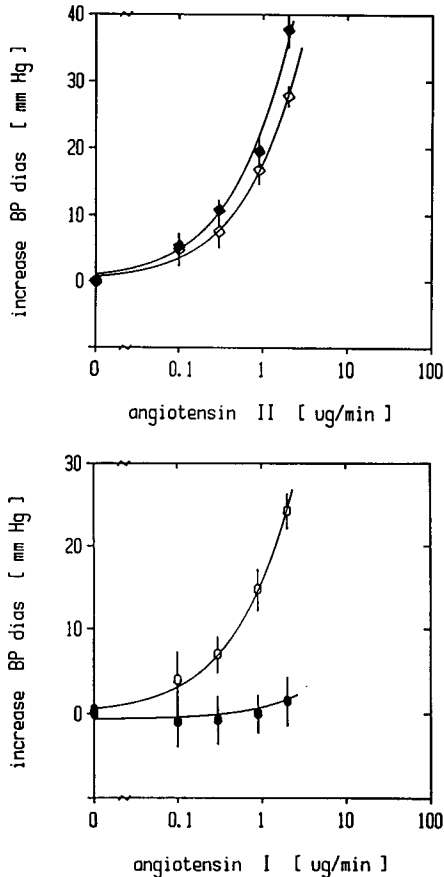 40
30
20
10
0
increase BP dias [ mm Hg ]
0 0.1 1 10 100
angiotensin II [ ug/min ]
30
20
10
0
increase BP dias [ mm Hg ]
0 0.1 1 10 100
angiotensin I [ ug/min ]